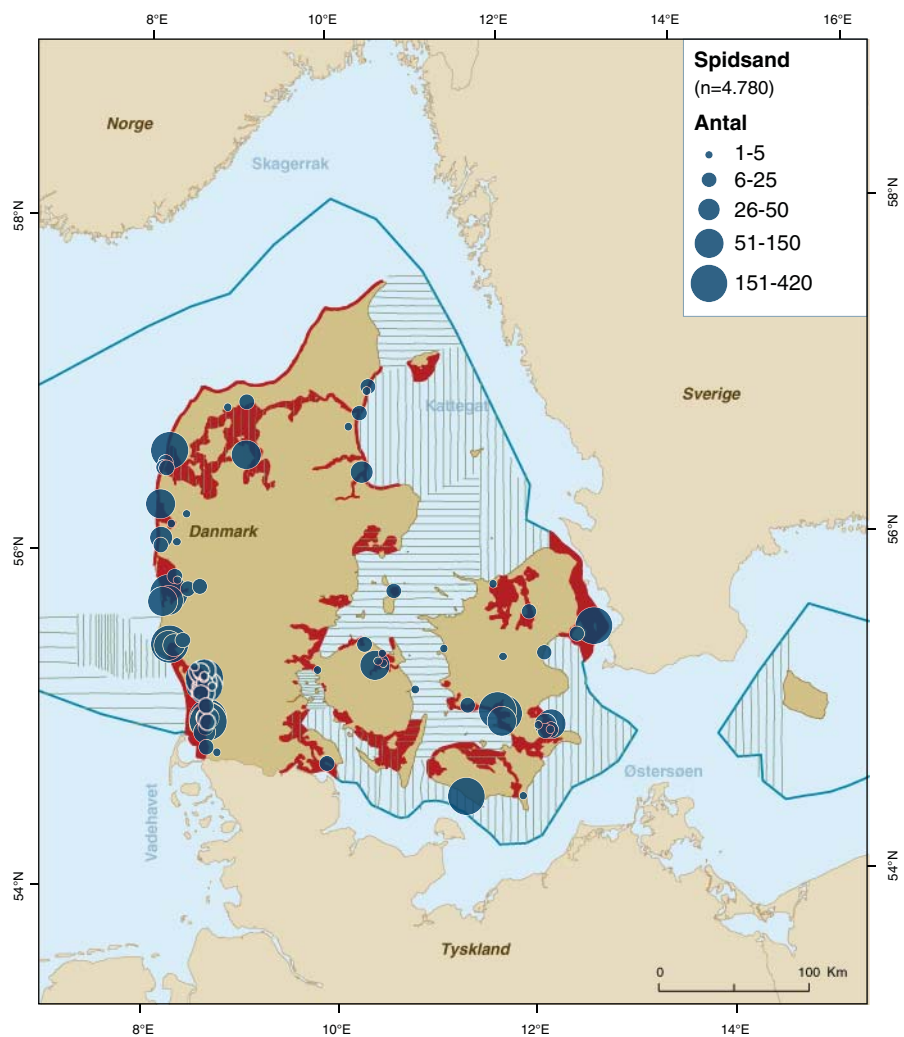 8°E
10°E
12°E
14°E
16°E
Spidsand
(n=4.780)
Antal
1-5
6-25
26-50
51-150
151-420
Norge
Skagerrak
58°N
58°N
Sverige
Kattegat
Danmark
56°N
56°N
Østersøen
Vadehavet
54°N
54°N
Tyskland
0
100 Km
8°E
10°E
12°E
14°E